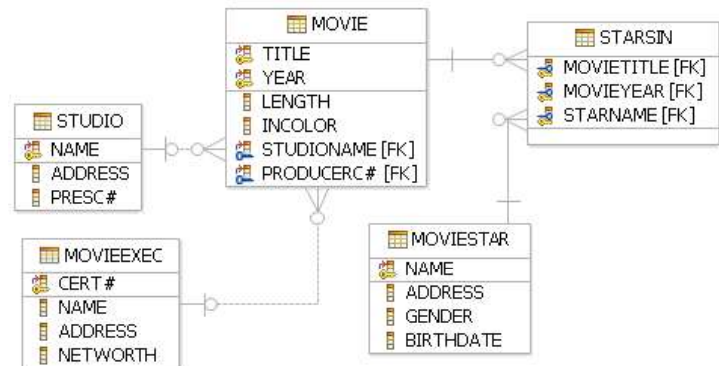 MOVIE
TITLE
YEAR
LENGTH
INCOLOR
STUDIONAME [FK]
PRODUCERC# [FK]
STARSIN
MOVIETITLE [FK]
MOVIEYEAR [FK]
STARNAME [FK]
STUDIO
NAME
ADDRESS
PRESC#
MOVIEEXEC
CERT#
NAME
ADDRESS
NETWORTH
MOVIESTAR
NAME
ADDRESS
GENDER
BIRTHDATE